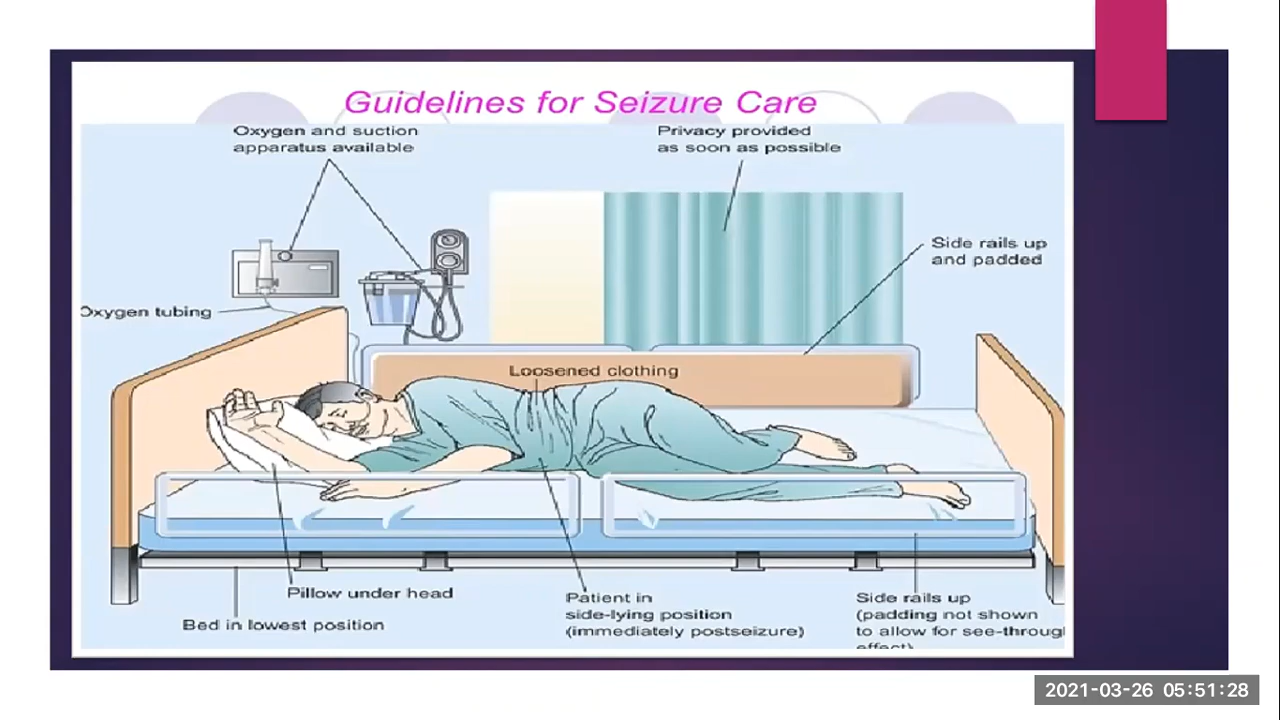 Guidelines for Seizure Care
Oxygen and suction
apparatus available
Privacy provided
as soon as possible
Side rails up
and padded
Oxygen tubing
Loosened clothing
Pillow under head
Bed in lowest position
Patient in
side-lying position
(immediately postseizure)
Side rails up
(padding not shown
to allow for see-through
effect)
2021-03-26 05:51:28